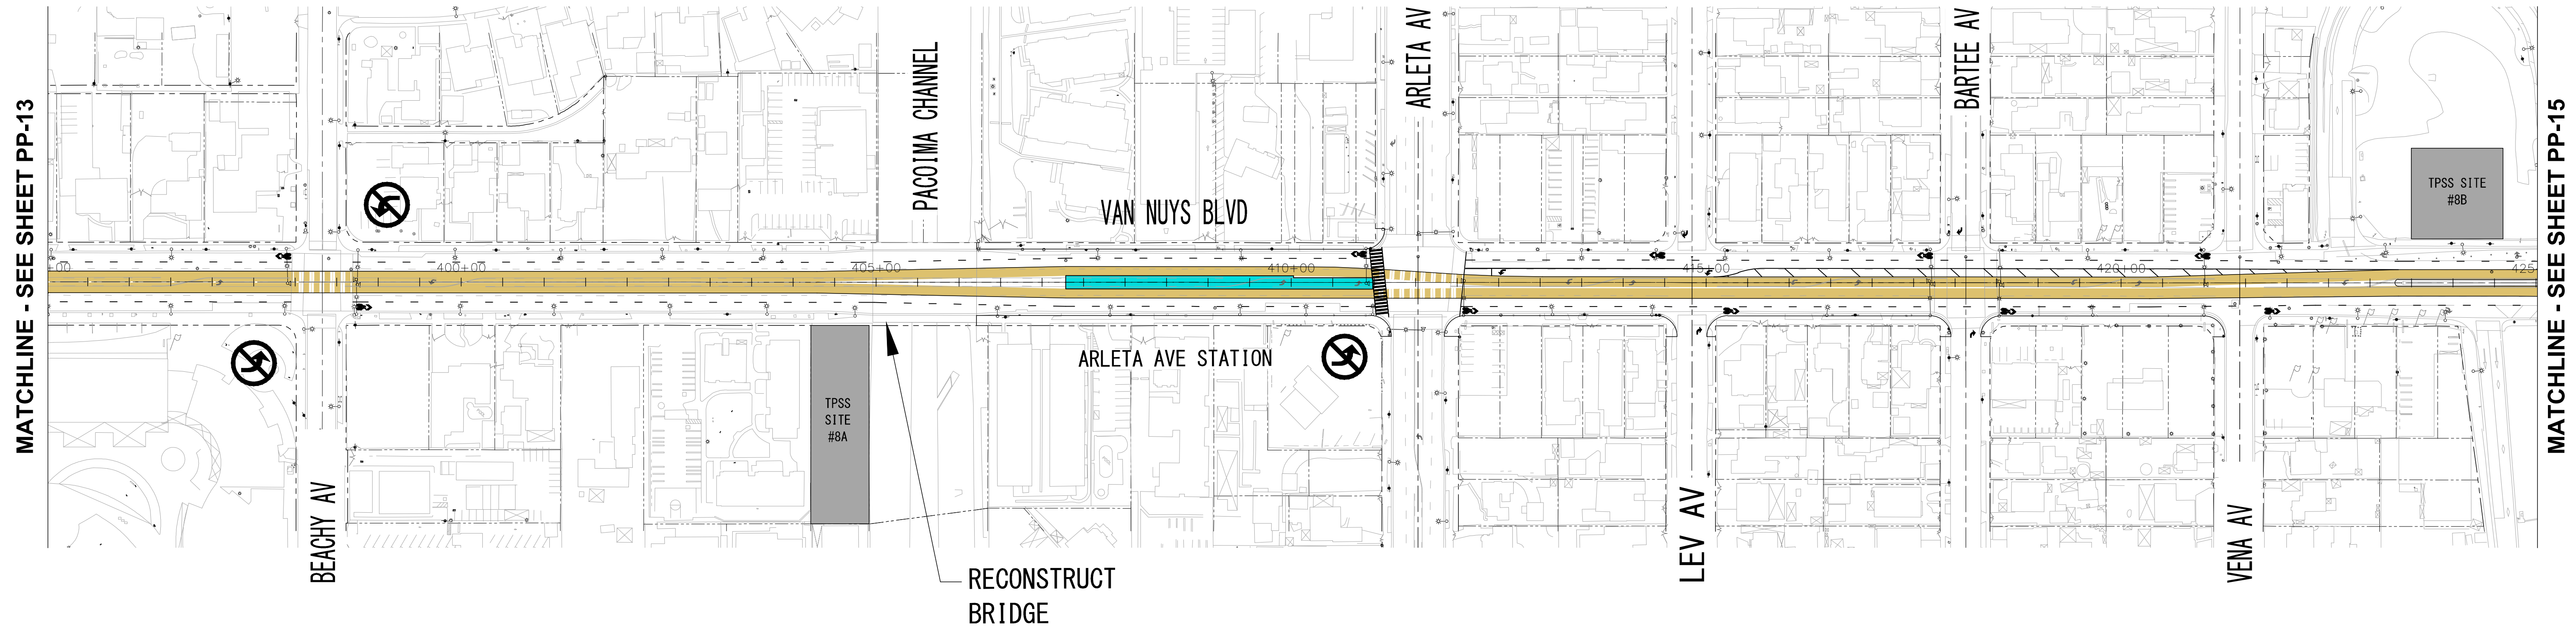 MATCHLINE - SEE SHEET PP-13
BEACHY AV
PACOIMA CHANNEL
VAN NUYS BLVD
ARLETA AV
BARTEE AV
TPSS SITE
#8B
MATCHLINE - SEE SHEET PP-15
+00
400+00
405+00
410+00
415+00
420+00
425
ARLETA AVE STATION
TPSS
SITE
#8A
LEV AV
VENA AV
RECONSTRUCT
BRIDGE